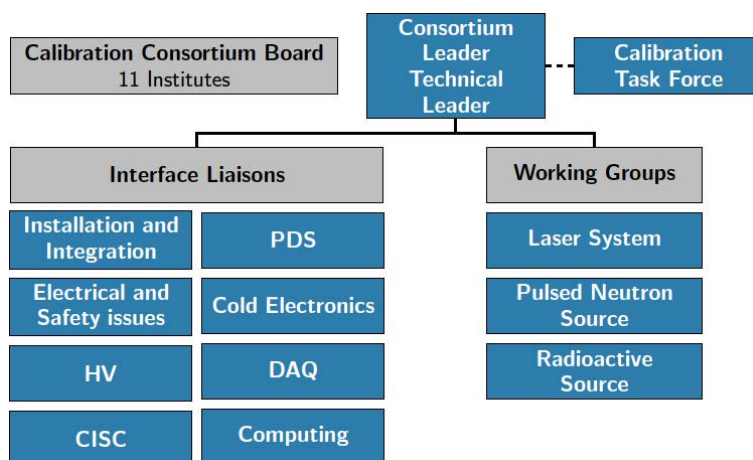 Calibration Consortium Board
11 Institutes
Consortium
Leader
Technical
Leader
Calibration
Task Force
Interface Liaisons
Working Groups
Installation and
Integration
PDS
Laser System
Electrical and
Safety issues
Cold Electronics
Pulsed Neutron
Source
HV
DAQ
Radioactive
Source
CISC
Computing